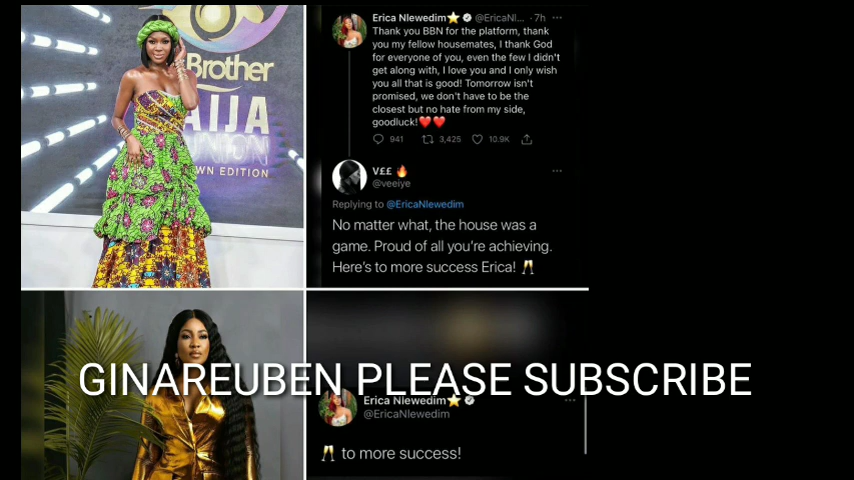 Brother
AIJA
UNION
WN EDITION
Erica Nlewedim⭐ @EricaNl... · 7h ...
Thank you BBN for the platform, thank
you my fellow housemates, I thank God
for everyone of you, even the few I didn't
get along with, I love you and I only wish
you all that is good! Tomorrow isn't
promised, we don't have to be the
closest but no hate from my side,
goodluck!❤️❤️
941 3,425 10.9K
V££ 🔥 ...
@veeiye
Replying to @EricaNlewedim
No matter what, the house was a
game. Proud of all you're achieving.
Here's to more success Erica! 🥂
GINAREUBEN PLEASE SUBSCRIBE
Erica Nlewedim⭐ ...
@EricaNlewedim
🥂 to more success!